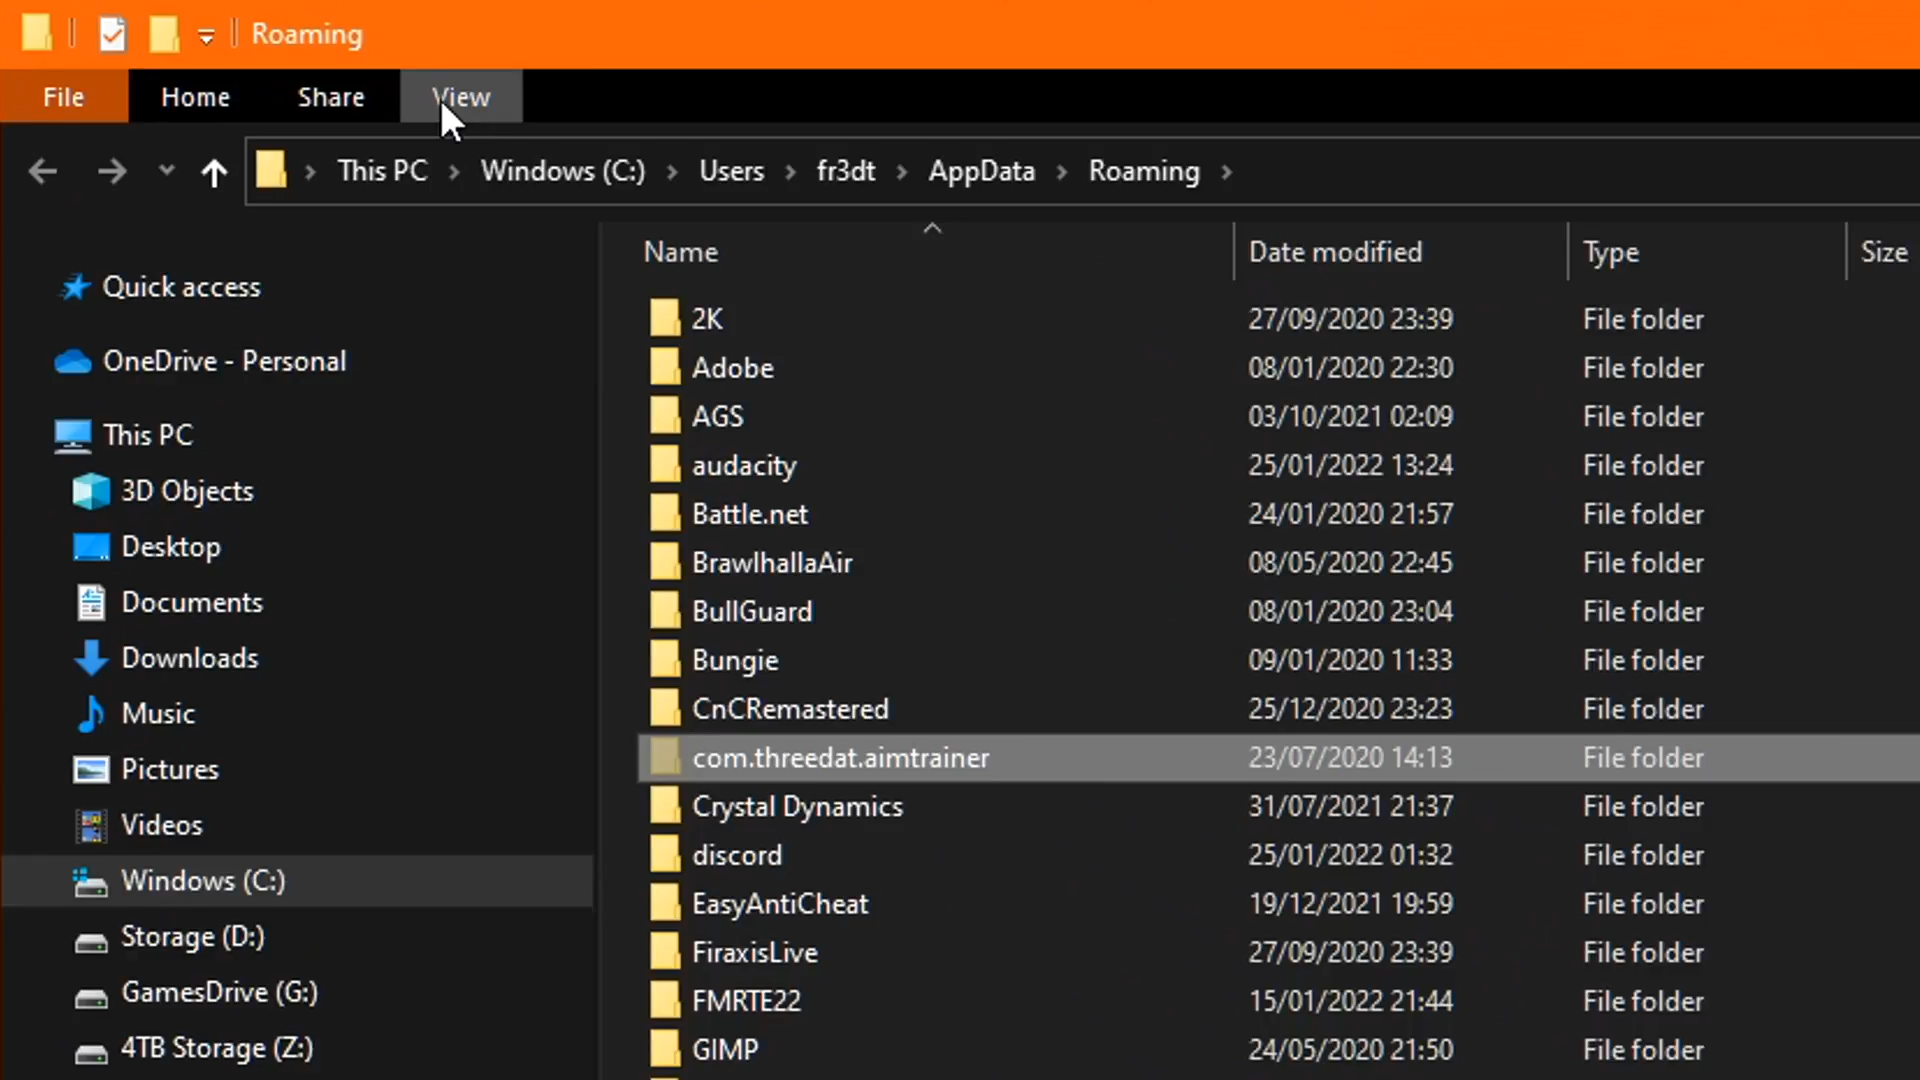 Roaming
File Home Share View
This PC Windows (C:) Users fr3dt AppData Roaming
Name Date modified Type Size
Quick access
OneDrive - Personal
This PC
3D Objects
Desktop
Documents
Downloads
Music
Pictures
Videos
Windows (C:)
Storage (D:)
GamesDrive (G:)
4TB Storage (Z:)
2K 27/09/2020 23:39 File folder
Adobe 08/01/2020 22:30 File folder
AGS 03/10/2021 02:09 File folder
audacity 25/01/2022 13:24 File folder
Battle.net 24/01/2020 21:57 File folder
BrawlhallaAir 08/05/2020 22:45 File folder
BullGuard 08/01/2020 23:04 File folder
Bungie 09/01/2020 11:33 File folder
CnCRemastered 25/12/2020 23:23 File folder
com.threedat.aimtrainer 23/07/2020 14:13 File folder
Crystal Dynamics 31/07/2021 21:37 File folder
discord 25/01/2022 01:32 File folder
EasyAntiCheat 19/12/2021 19:59 File folder
FiraxisLive 27/09/2020 23:39 File folder
FMRTE22 15/01/2022 21:44 File folder
GIMP 24/05/2020 21:50 File folder